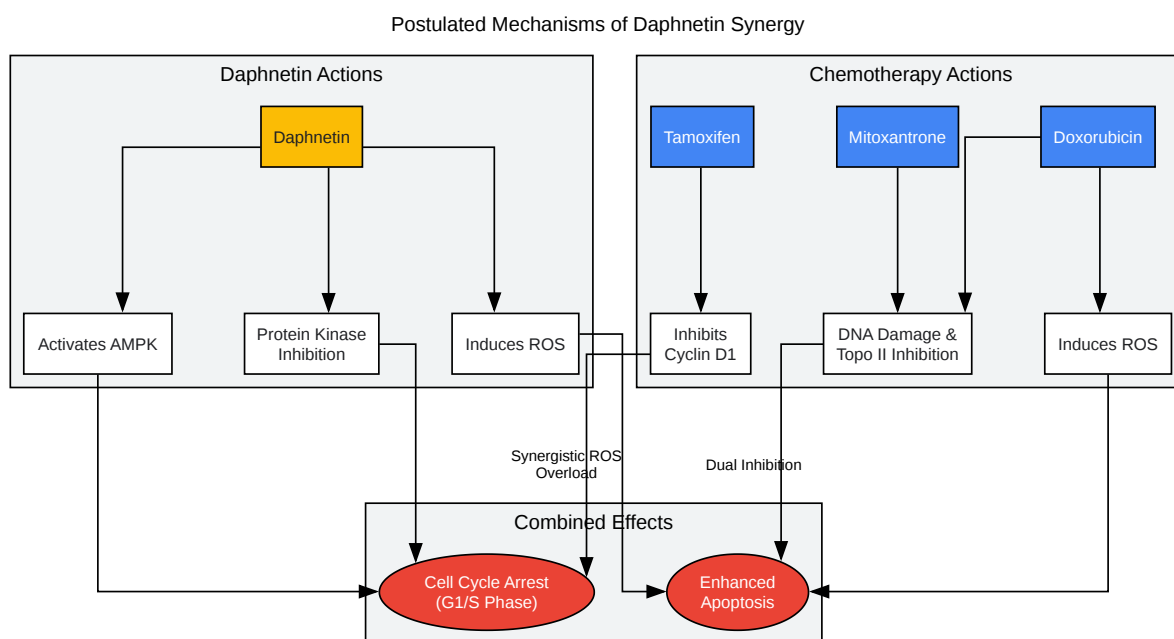 Postulated Mechanisms of Daphnetin Synergy
Daphnetin Actions
Chemotherapy Actions
Daphnetin
Tamoxifen
Mitoxantrone
Doxorubicin
Activates AMPK
Protein Kinase
Inhibition
Induces ROS
Inhibits
Cyclin D1
DNA Damage &
Topo II Inhibition
Induces ROS
Synergistic ROS
Overload
Dual Inhibition
Combined Effects
Cell Cycle Arrest
(G1/S Phase)
Enhanced
Apoptosis